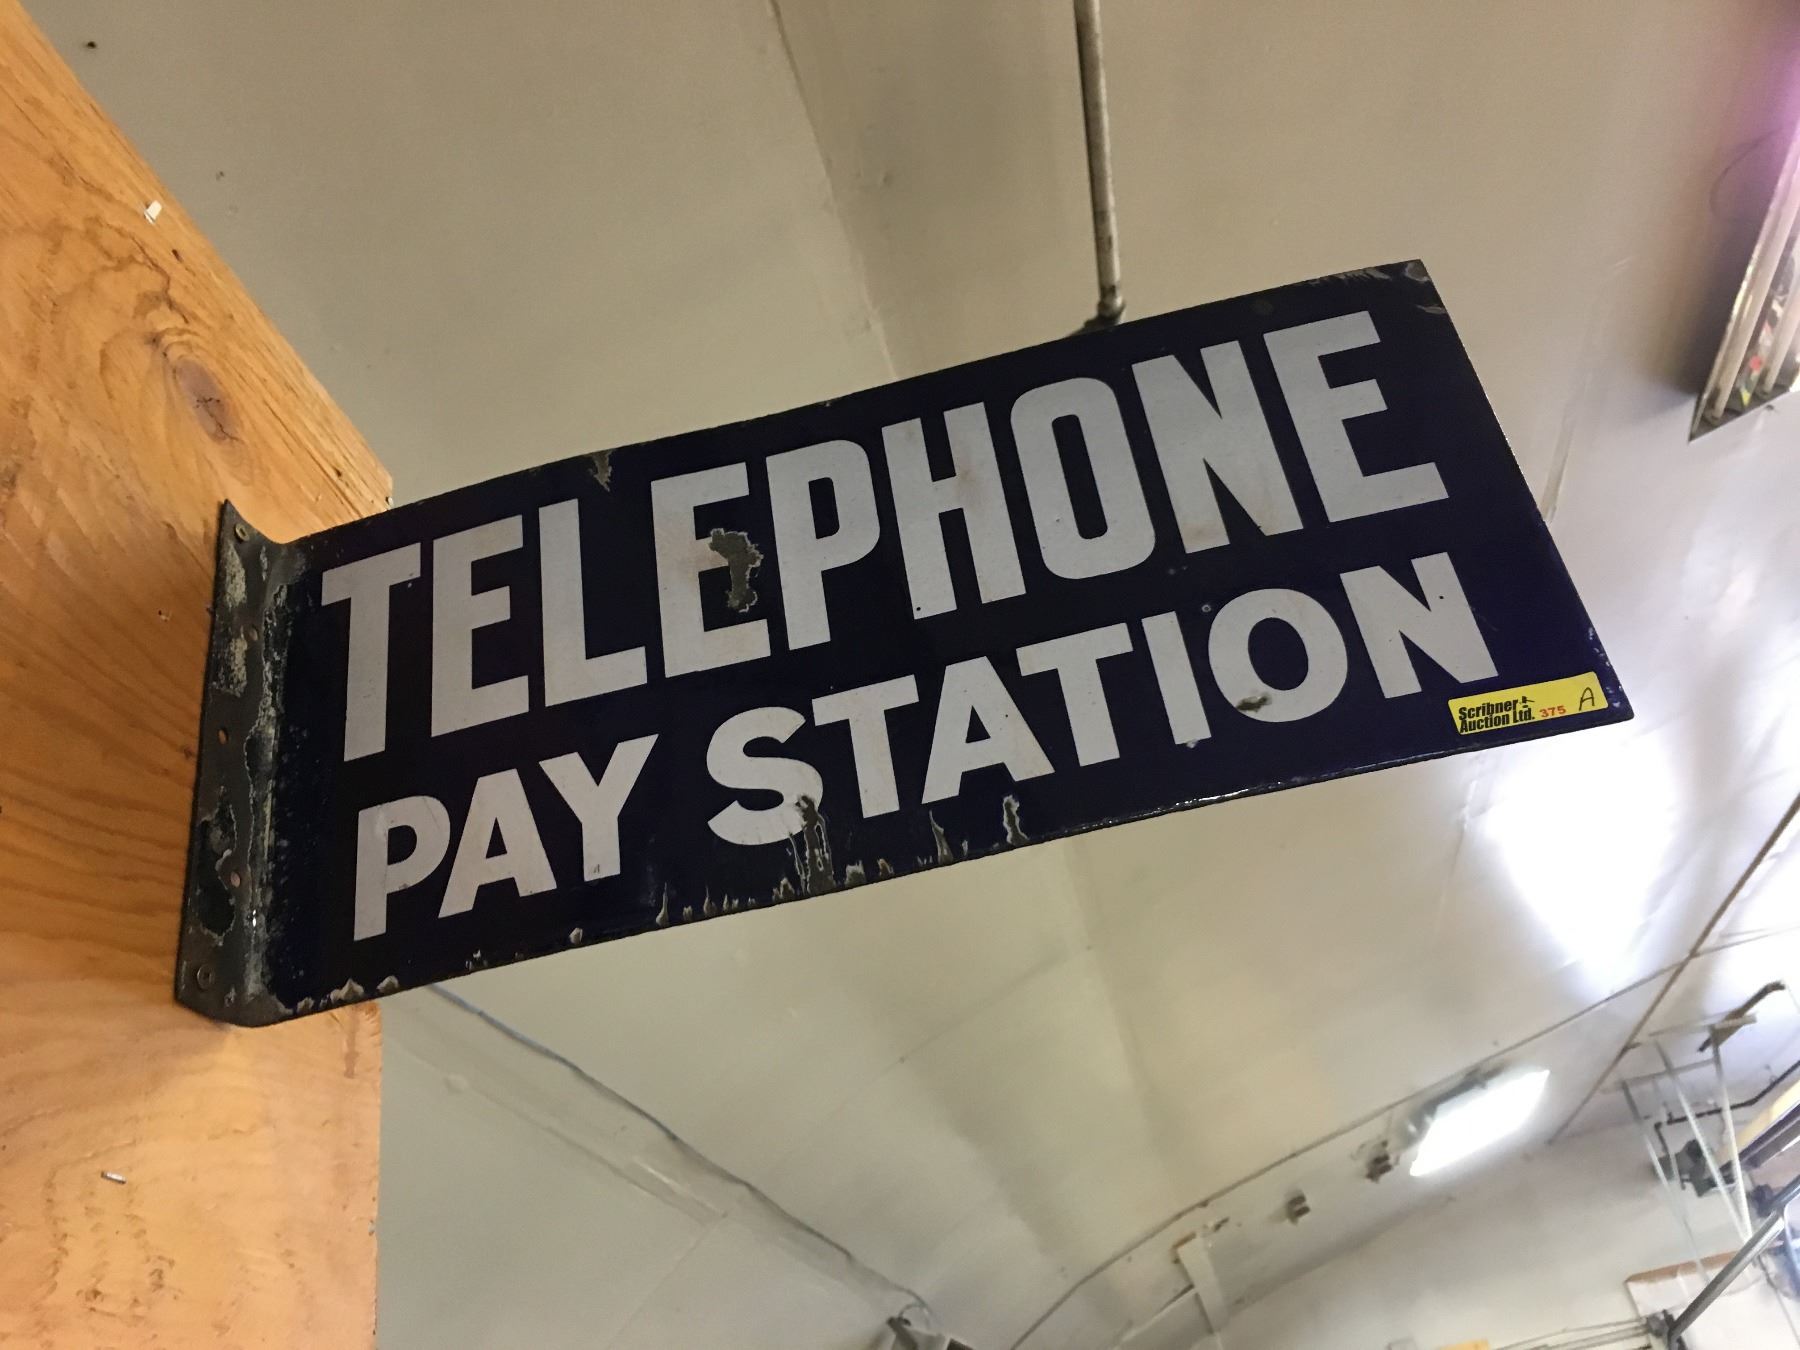 TELEPHONE
PAY STATION
Scribner
Auction Ltd. 375 A